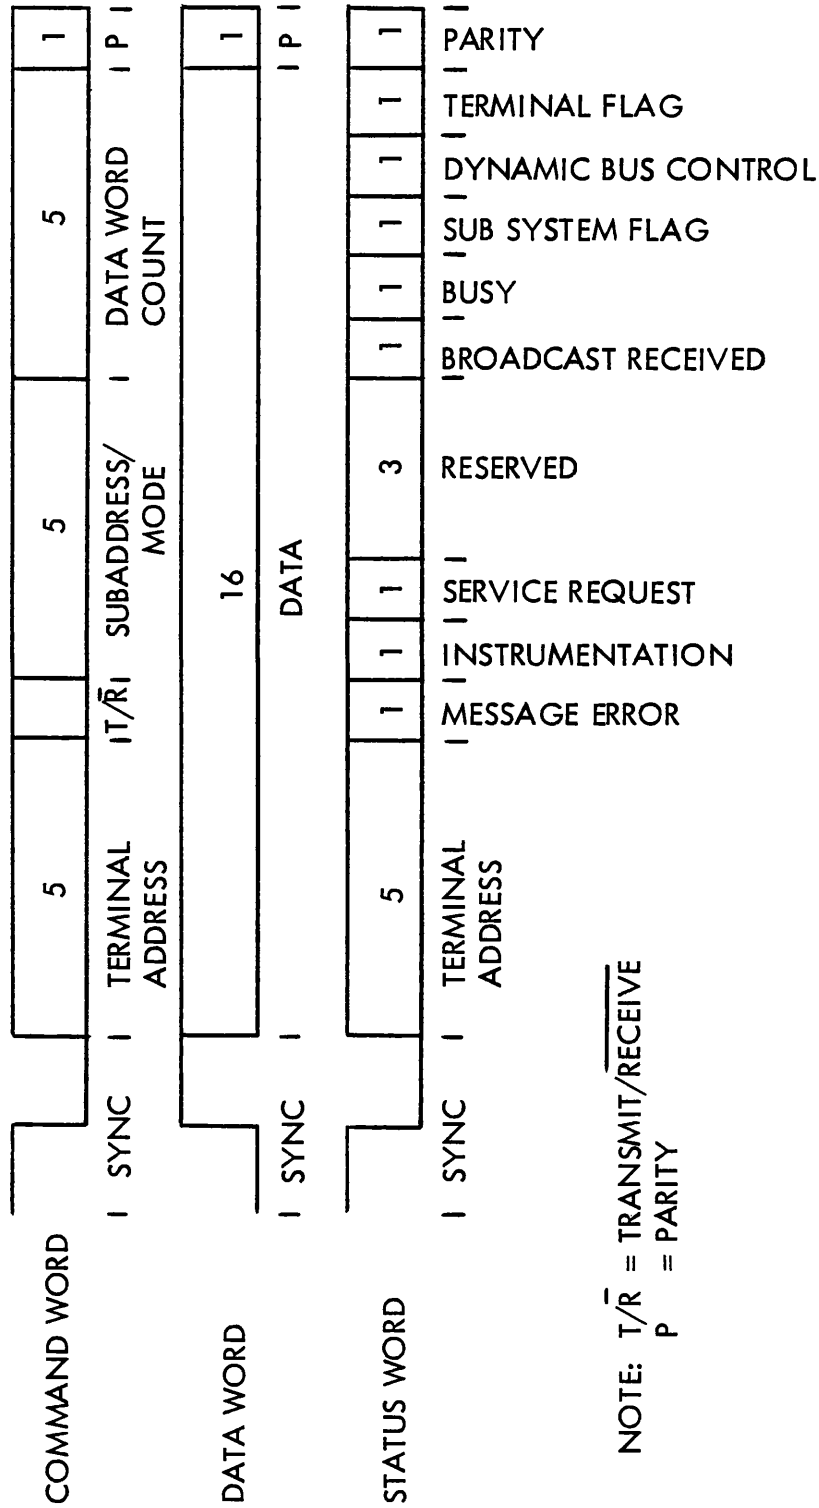 COMMAND WORD
5
5
5
1
SYNC
TERMINAL
ADDRESS
T/R̄
SUBADDRESS/
MODE
DATA WORD
COUNT
P
DATA WORD
16
1
SYNC
DATA
P
STATUS WORD
5
1
1
1
3
1
1
1
1
1
1
SYNC
TERMINAL
ADDRESS
MESSAGE ERROR
INSTRUMENTATION
SERVICE REQUEST
RESERVED
BROADCAST RECEIVED
BUSY
SUB SYSTEM FLAG
DYNAMIC BUS CONTROL
TERMINAL FLAG
PARITY
NOTE: T/R̄ = TRANSMIT/R̅E̅C̅E̅I̅V̅E̅
P = PARITY